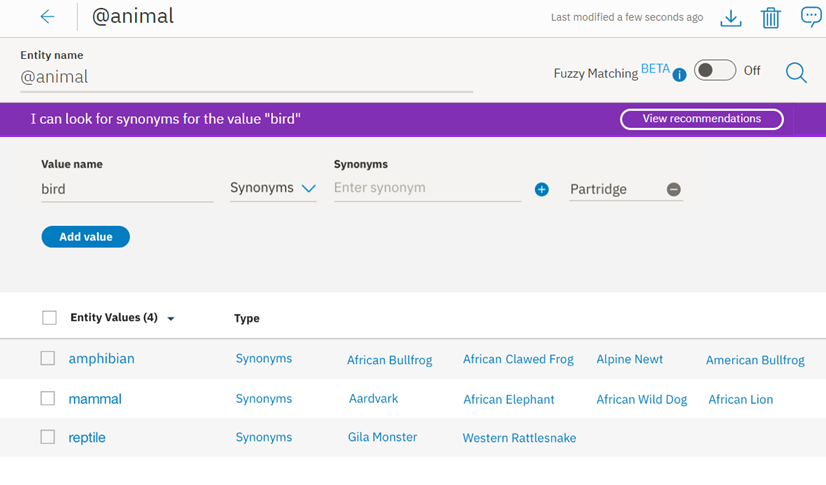 @animal
Last modified a few seconds ago
Entity name
@animal
Fuzzy Matching BETA i Off
I can look for synonyms for the value "bird"
View recommendations
Value name Synonyms
bird Synonyms Enter synonym Partridge
Add value
Entity Values (4) Type
amphibian Synonyms African Bullfrog African Clawed Frog Alpine Newt American Bullfrog
mammal Synonyms Aardvark African Elephant African Wild Dog African Lion
reptile Synonyms Gila Monster Western Rattlesnake